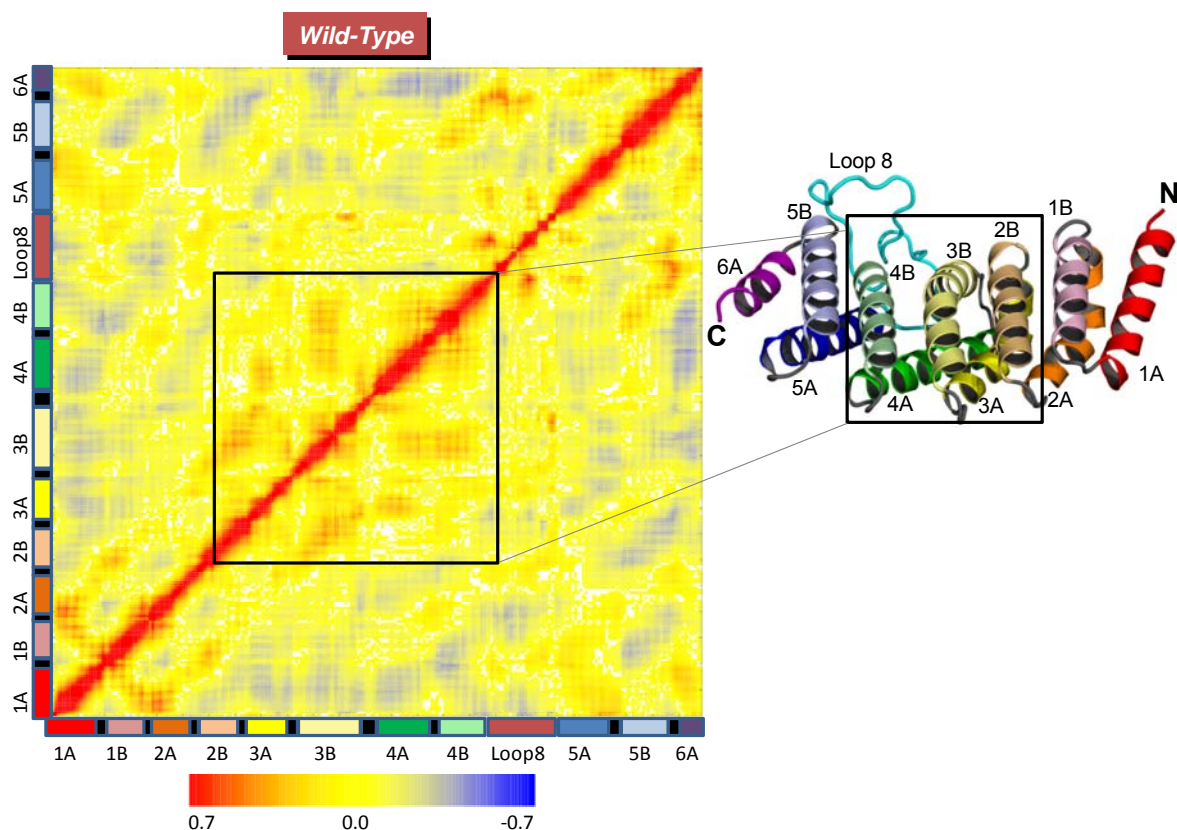 Wild-Type
6A
5B
5A
Loop8
4B
4A
3B
3A
2B
2A
1B
1A
1A 1B 2A 2B 3A 3B 4A 4B Loop8 5A 5B 6A
0.7 0.0 -0.7
Loop 8
N
5B 1B
2B
3B
6A 4B
C
5A 4A 3A 2A 1A